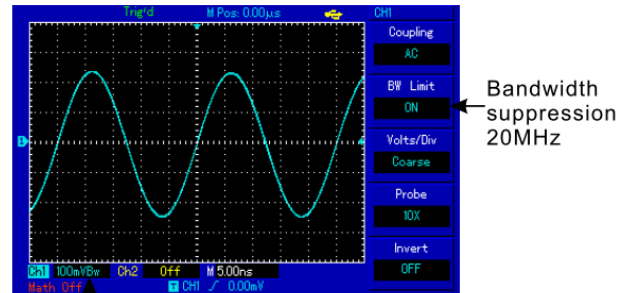 Trig'd M Pos: 0.00μs CH1
Coupling
AC
BW Limit
ON
Volts/Div
Coarse
Probe
10X
Invert
OFF
Bandwidth
suppression
20MHz
1
Ch1 100mVBw Ch2 Off M 5.00ns
Math Off T CH1 / 0.00mV